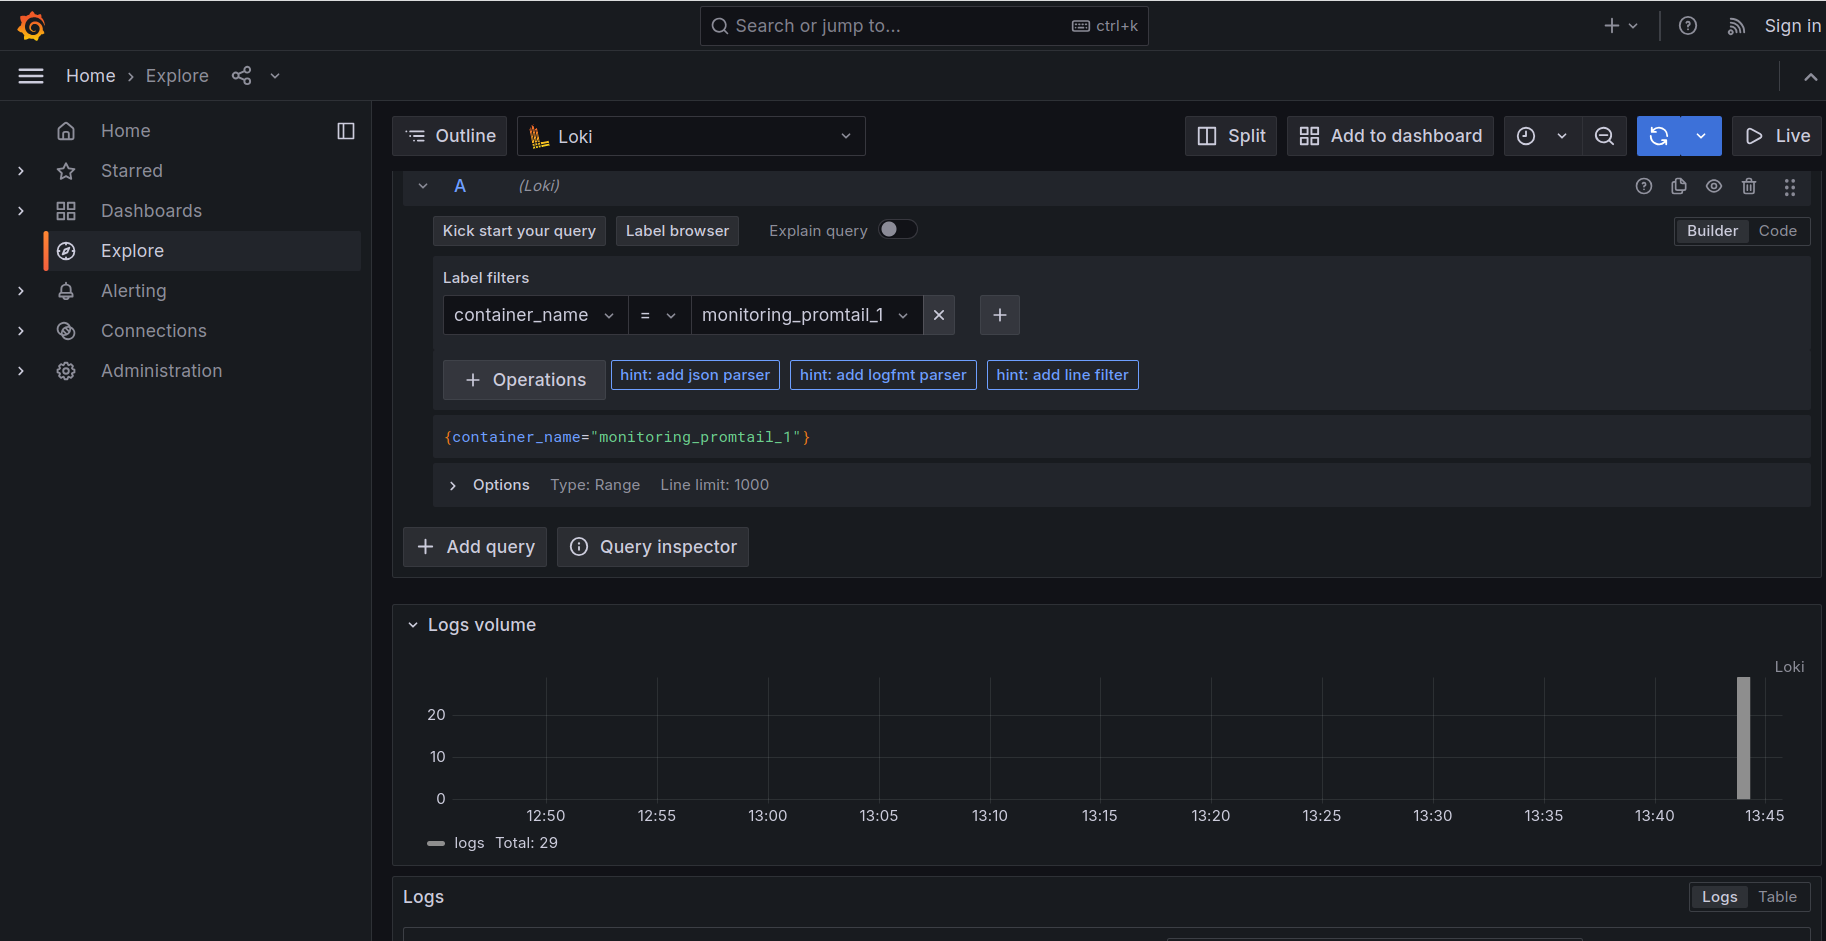 Search or jump to... ctrl+k Sign in
Home › Explore
Home
Starred
Dashboards
Explore
Alerting
Connections
Administration
Outline Loki Split Add to dashboard Live
A (Loki)
Kick start your query Label browser Explain query Builder Code
Label filters
container_name = monitoring_promtail_1
+ Operations hint: add json parser hint: add logfmt parser hint: add line filter
{container_name="monitoring_promtail_1"}
Options Type: Range Line limit: 1000
+ Add query Query inspector
Logs volume
Loki
20
10
0
12:50 12:55 13:00 13:05 13:10 13:15 13:20 13:25 13:30 13:35 13:40 13:45
logs Total: 29
Logs Logs Table